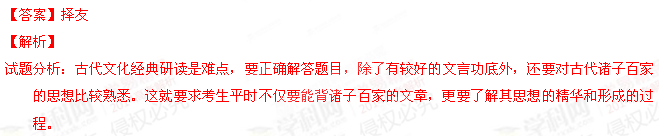 【答案】择友
【解析】
试题分析：古代文化经典研读是难点，要正确解答题目，除了有较好的文言功底外，还要对古代诸子百家
的思想比较熟悉。这就要求考生平时不仅要能背诸子百家的文章，更要了解其思想的精华和形成的过
程。